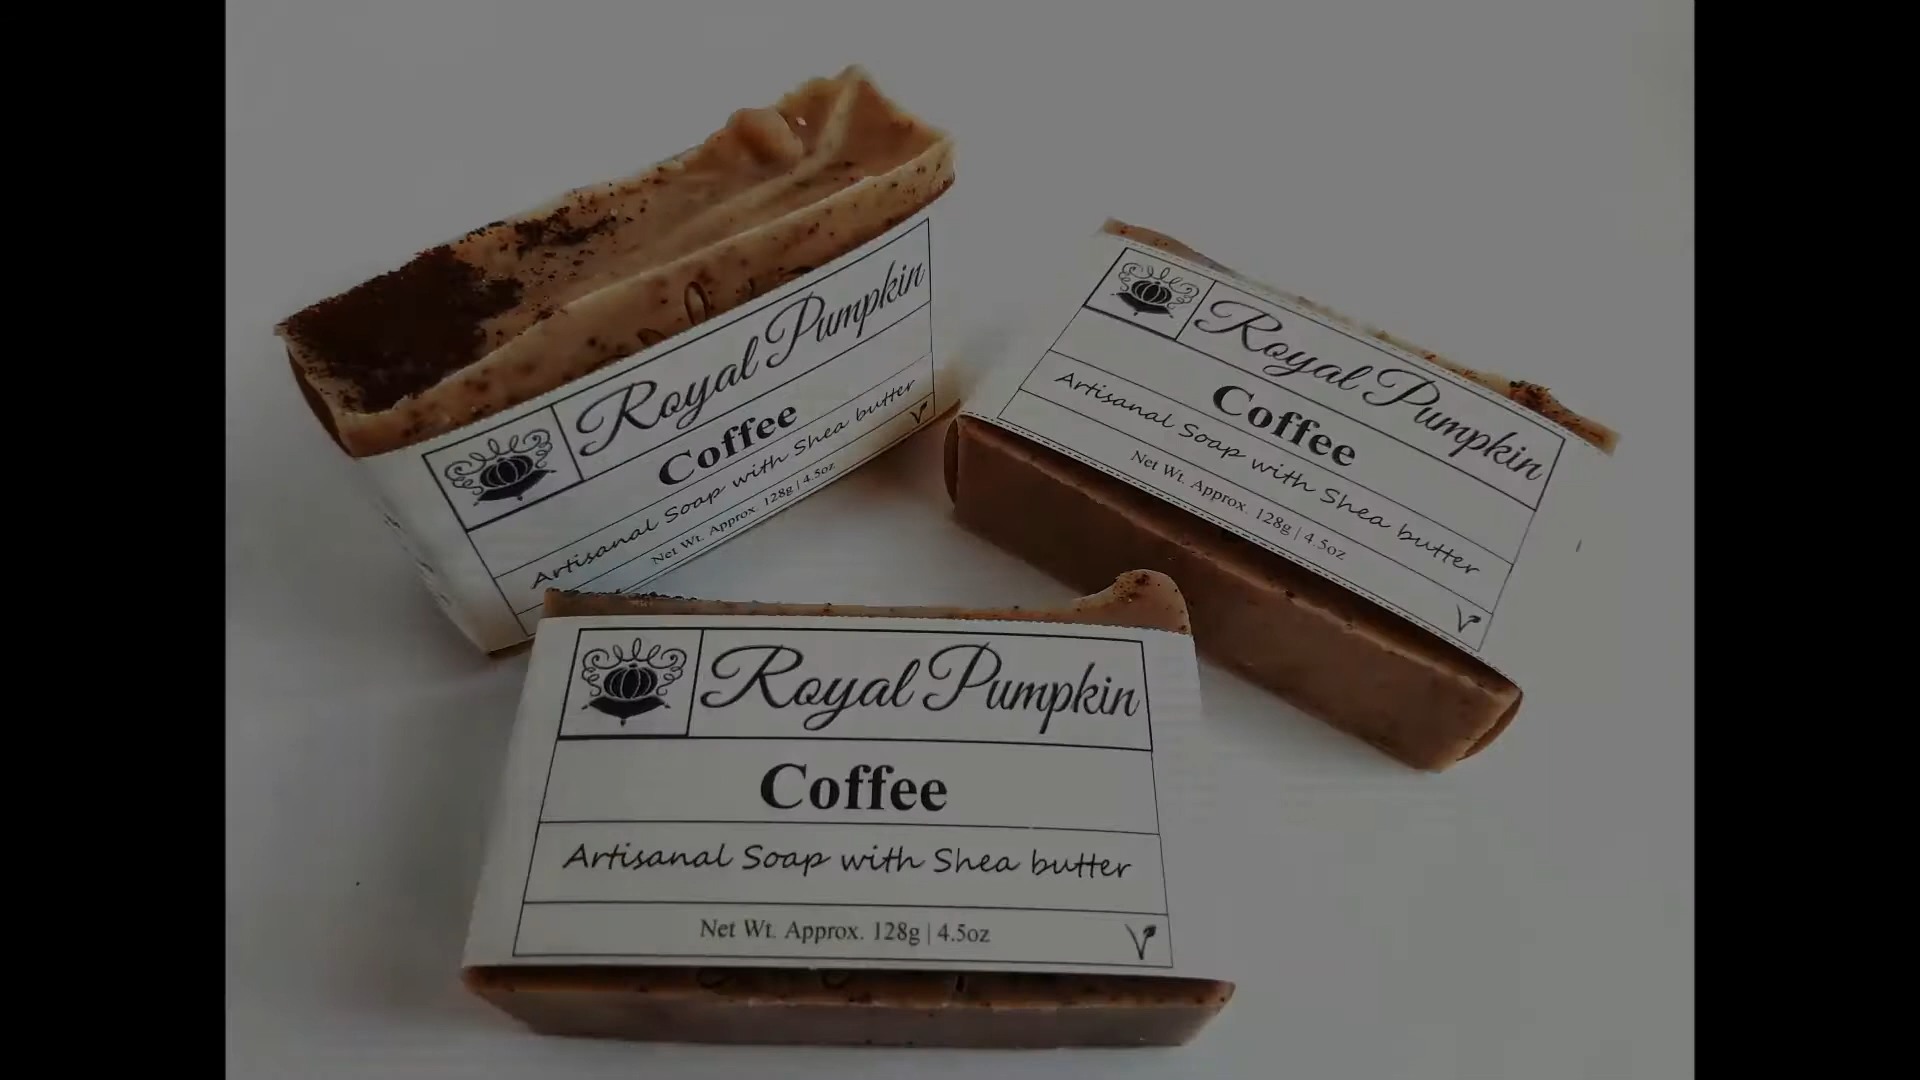 Royal Pumpkin
Coffee
Artisanal Soap with Shea butter
Net Wt. Approx. 128g | 4.5oz
Royal Pumpkin
Coffee
Artisanal Soap with Shea butter
Net Wt. Approx. 128g | 4.5oz
Royal Pumpkin
Coffee
Artisanal Soap with Shea butter
Net Wt. Approx. 128g | 4.5oz